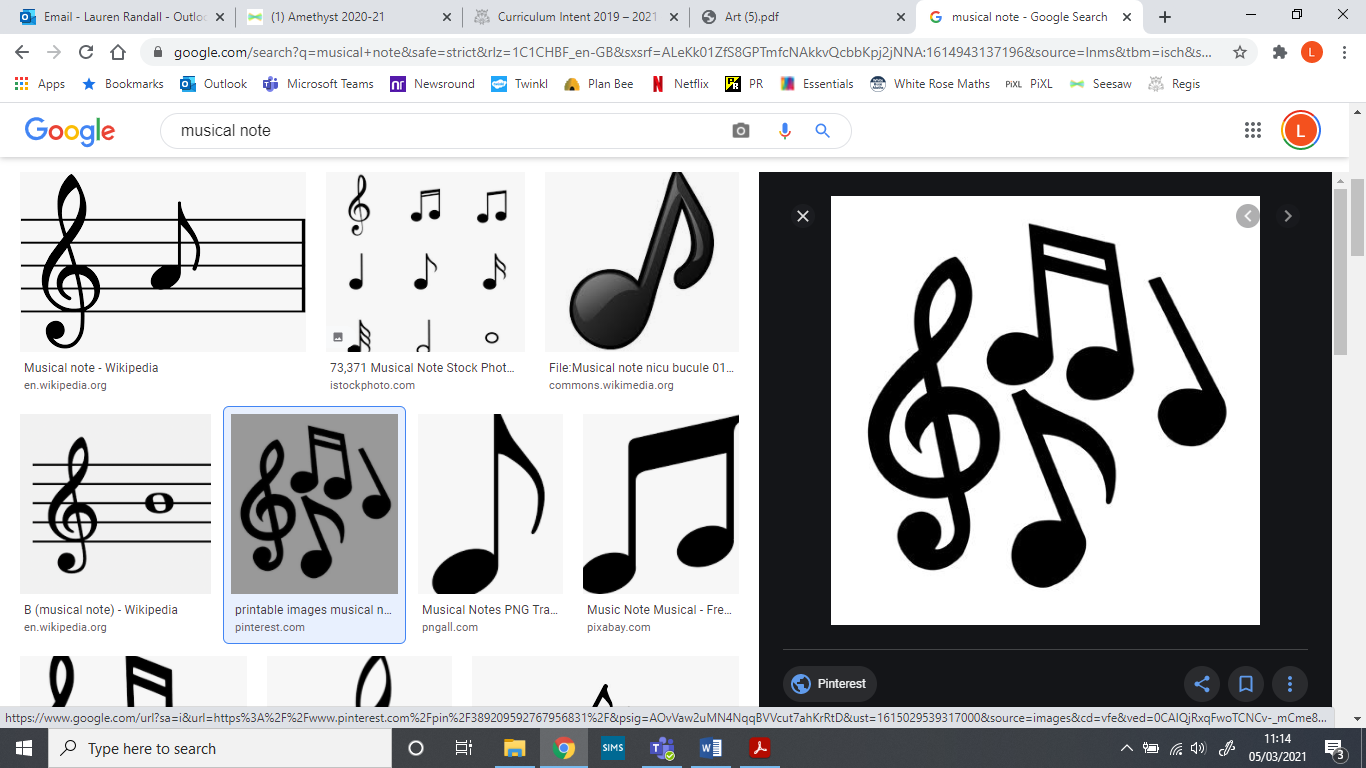 Email - Lauren Randall - Outloo
(1) Amethyst 2020-21
Curriculum Intent 2019 – 2021
Art (5).pdf
musical note - Google Search
google.com/search?q=musical+note&safe=strict&rlz=1C1CHBF_en-GB&sxsrf=ALeKk01ZfS8GPTmfcNAkkvQcbbKpj2jNNA:1614943137196&source=lnms&tbm=isch&s...
L
Apps
Bookmarks
Outlook
Microsoft Teams
nr
Newsround
Twinkl
Plan Bee
Netflix
PR
Essentials
White Rose Maths
PiXL
PiXL
Seesaw
Regis
Google
musical note
L
Musical note - Wikipedia
en.wikipedia.org
73,371 Musical Note Stock Phot...
istockphoto.com
File:Musical note nicu bucule 01...
commons.wikimedia.org
B (musical note) - Wikipedia
en.wikipedia.org
printable images musical n...
pinterest.com
Musical Notes PNG Tra...
pngall.com
Music Note Musical - Fre...
pixabay.com
Pinterest
https://www.google.com/url?sa=i&url=https%3A%2F%2Fwww.pinterest.com%2Fpin%2F389209592767956831%2F&psig=AOvVaw2uMN4NqqBVVcut7ahKrRtD&ust=1615029539317000&source=images&cd=vfe&ved=0CAIQjRxqFwoTCNCv-_mCme8...
Type here to search
SIMS
11:14
05/03/2021
3